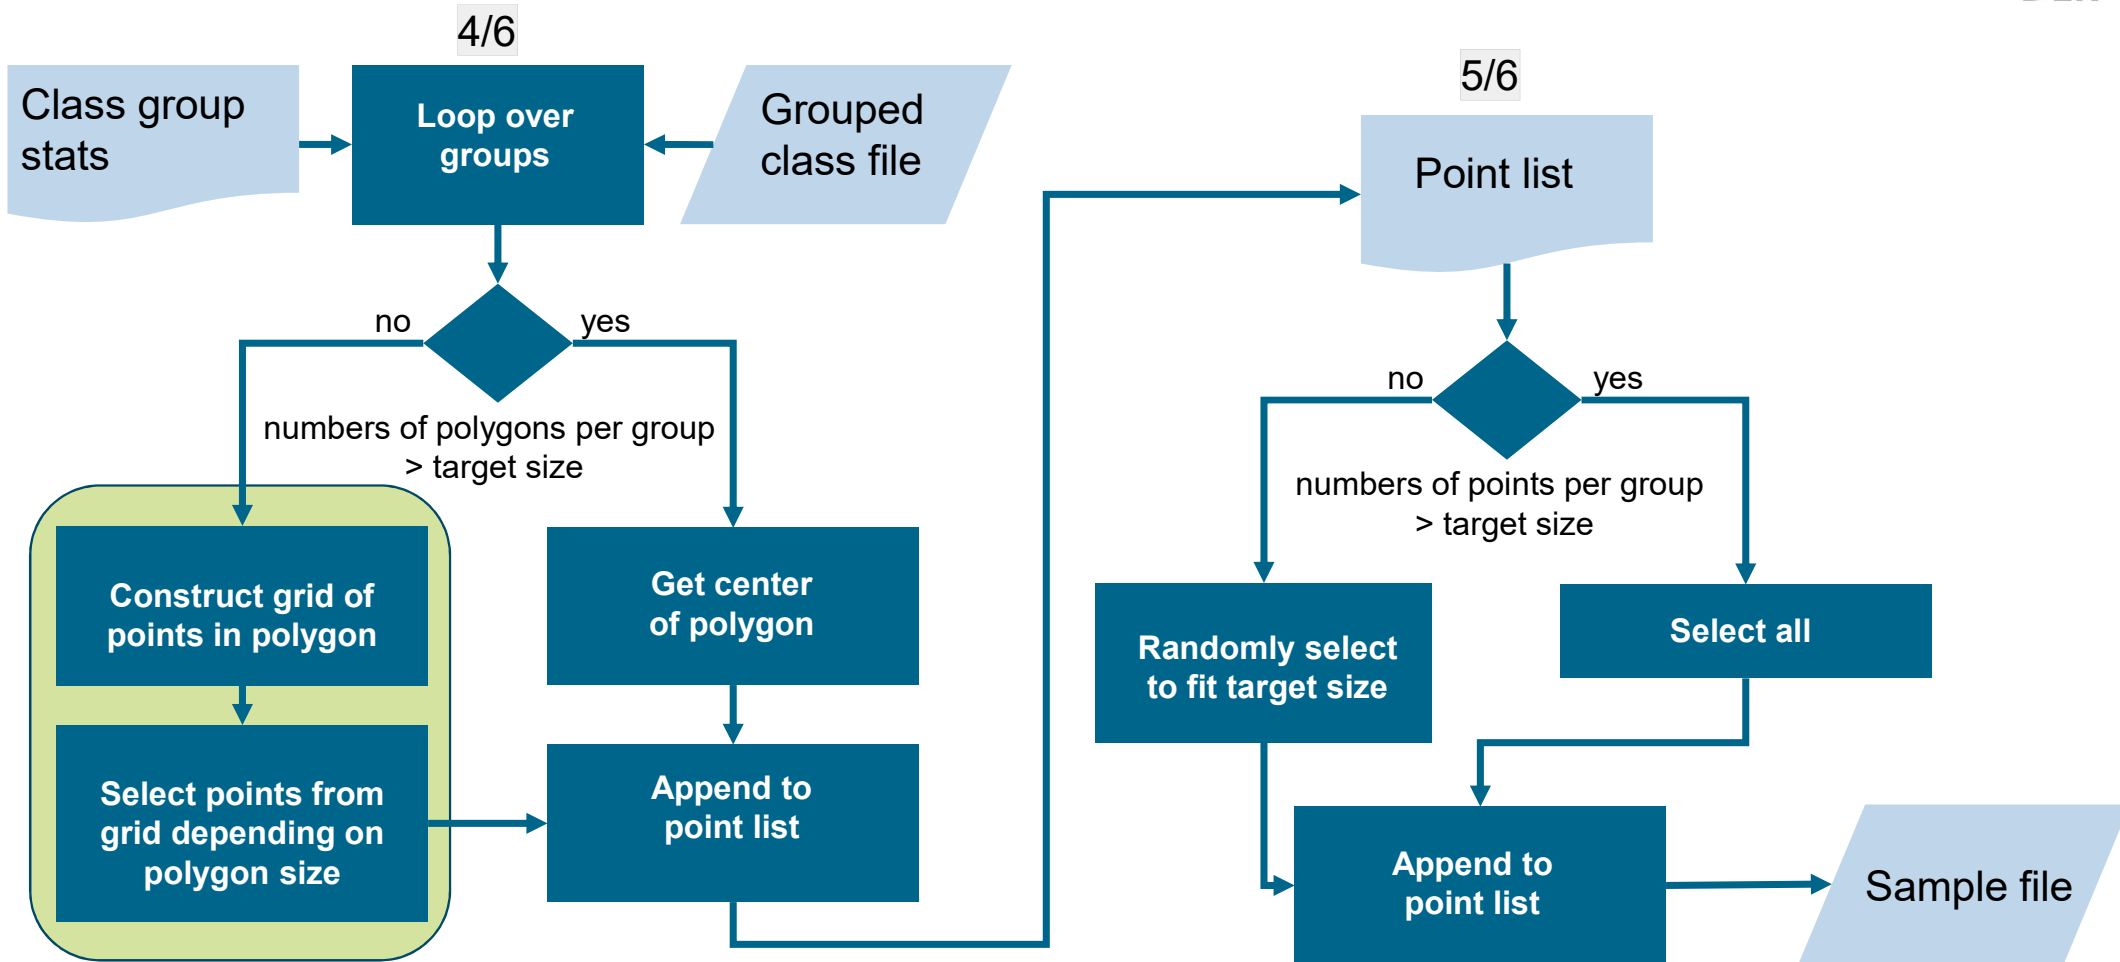 4/6
Class group
stats
Loop over
groups
Grouped
class file
no
yes
numbers of polygons per group
> target size
Construct grid of
points in polygon
Get center
of polygon
Select points from
grid depending on
polygon size
Append to
point list
5/6
Point list
no
yes
numbers of points per group
> target size
Randomly select
to fit target size
Select all
Append to
point list
Sample file